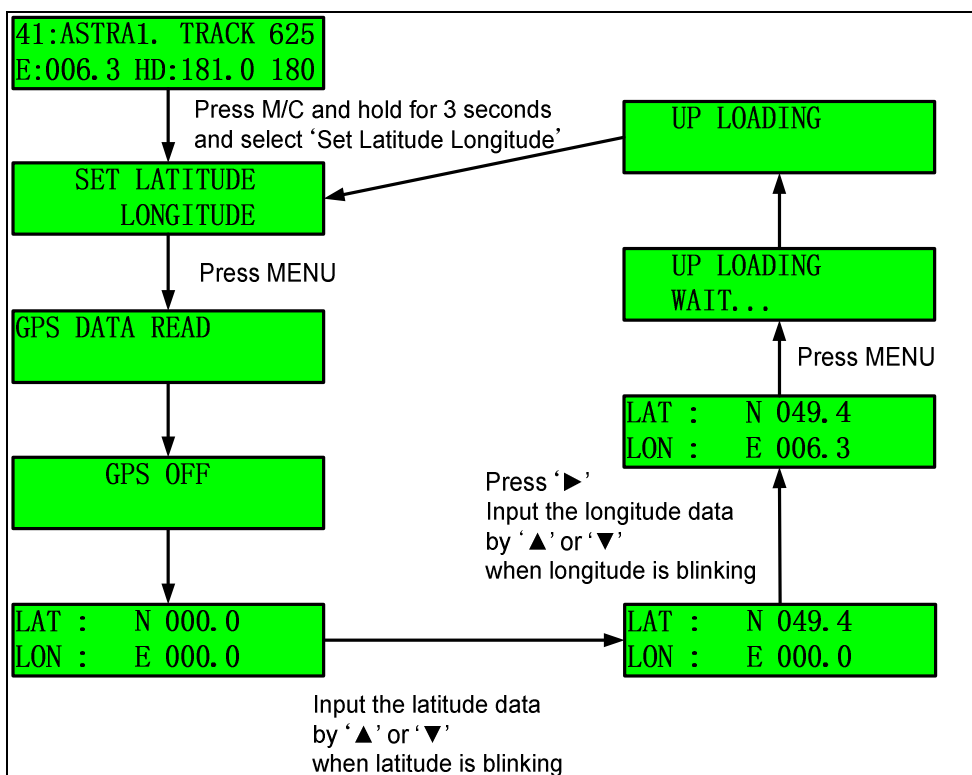 41:ASTRA1. TRACK 625
E:006.3 HD:181.0 180
Press M/C and hold for 3 seconds
and select ‘Set Latitude Longitude’
SET LATITUDE
LONGITUDE
Press MENU
GPS DATA READ
GPS OFF
LAT : N 000.0
LON : E 000.0
Input the latitude data
by ‘▲’ or ‘▼’
when latitude is blinking
LAT : N 049.4
LON : E 000.0
Press ‘►’
Input the longitude data
by ‘▲’ or ‘▼’
when longitude is blinking
LAT : N 049.4
LON : E 006.3
Press MENU
UP LOADING
WAIT...
UP LOADING